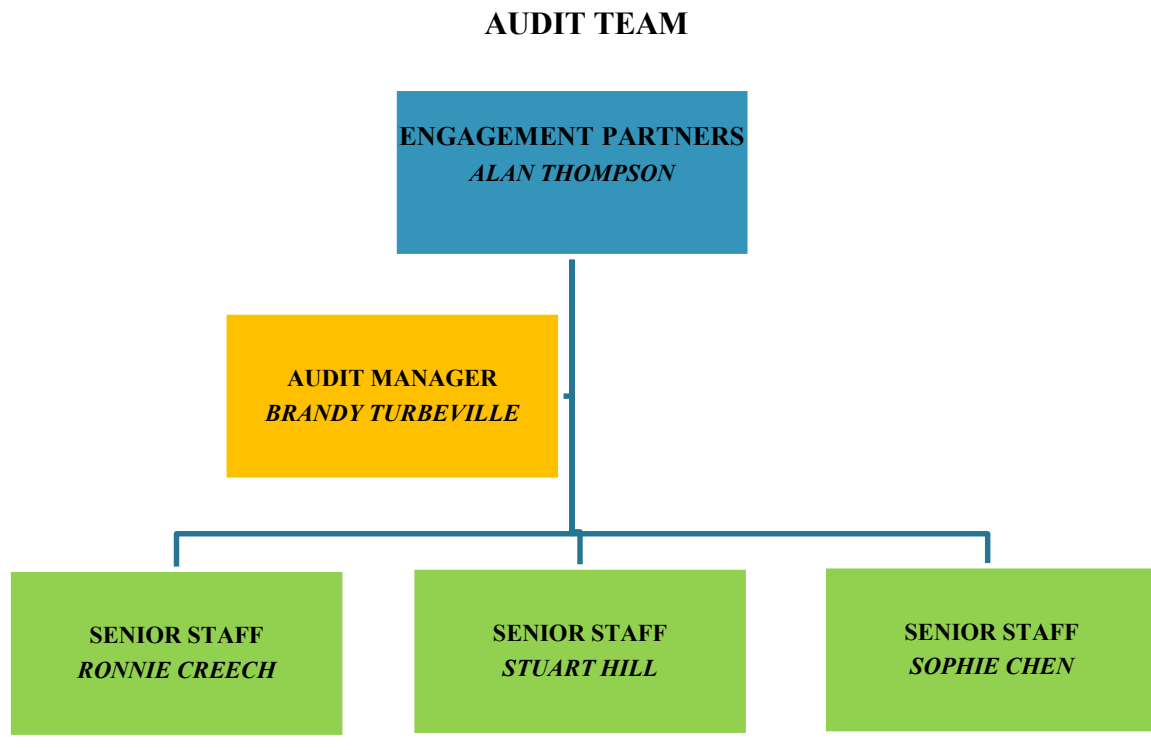 AUDIT TEAM
ENGAGEMENT PARTNERS
ALAN THOMPSON
AUDIT MANAGER
BRANDY TURBEVILLE
SENIOR STAFF
RONNIE CREECH
SENIOR STAFF
STUART HILL
SENIOR STAFF
SOPHIE CHEN